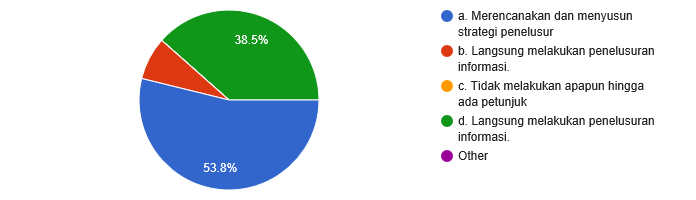 38.5%
53.8%
a. Merencanakan dan menyusun
strategi penelusur
b. Langsung melakukan penelusuran
informasi.
c. Tidak melakukan apapun hingga
ada petunjuk
d. Langsung melakukan penelusuran
informasi.
Other